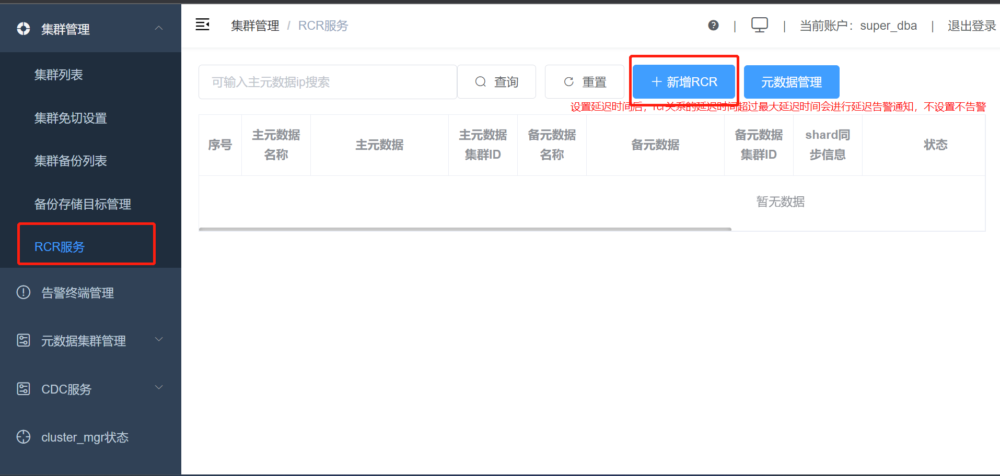 集群管理
集群列表
集群免切设置
集群备份列表
备份存储目标管理
RCR服务
告警终端管理
元数据集群管理
CDC服务
cluster_mgr状态
集群管理 / RCR服务
? | | 当前账户：super_dba | 退出登录
可输入主元数据ip搜索 查询 重置 + 新增RCR 元数据管理
设置延迟时间后，rcr关系的延迟时间超过最大延迟时间会进行延迟告警通知，不设置不告警
序号
主元数据
名称
主元数据
主元数据
集群ID
备元数据
名称
备元数据
备元数据
集群ID
shard同
步信息
状态
暂无数据